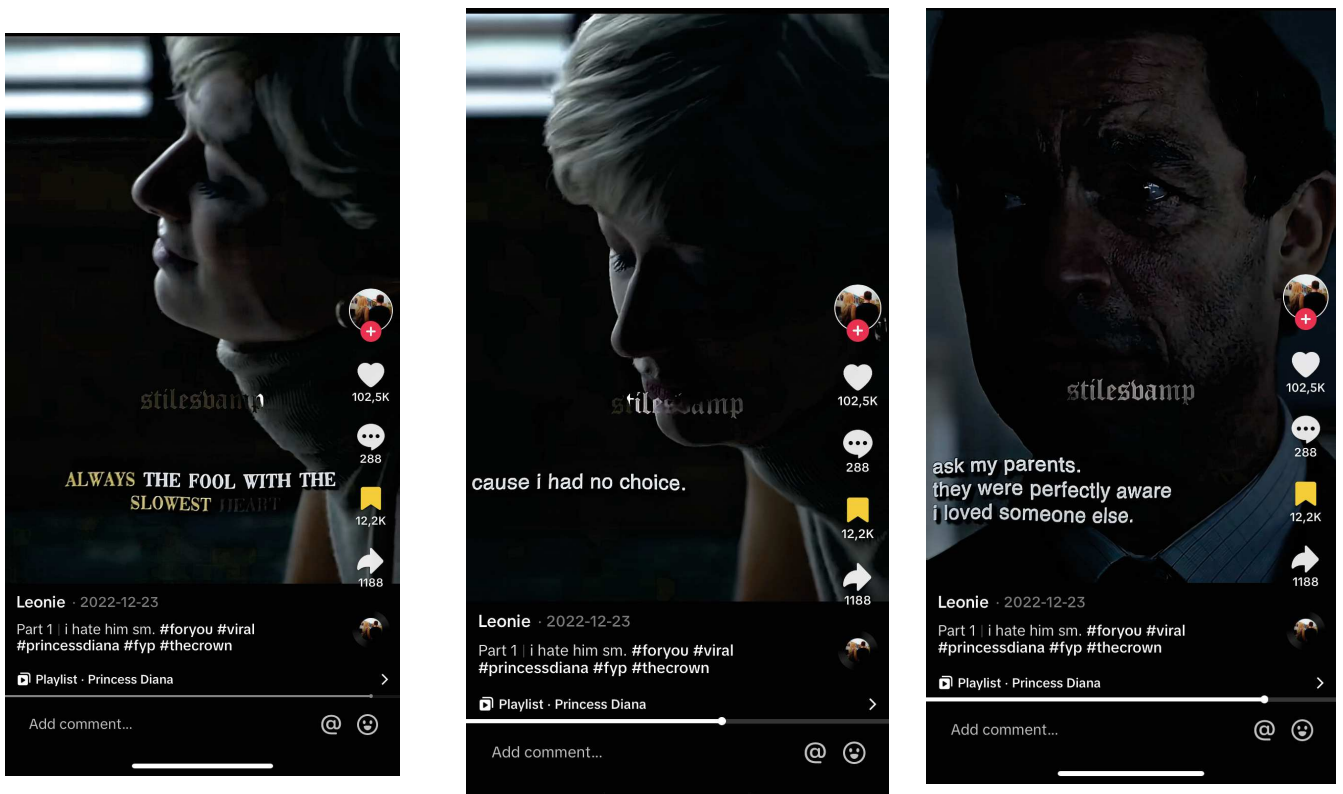 stilesvamp
ALWAYS THE FOOL WITH THE
SLOWEST HEART
102,5K
288
12,2K
1188
Leonie · 2022-12-23
Part 1 | i hate him sm. #foryou #viral
#princessdiana #fyp #thecrown
Playlist · Princess Diana
Add comment...
stilesvamp
cause i had no choice.
102,5K
288
12,2K
1188
Leonie · 2022-12-23
Part 1 | i hate him sm. #foryou #viral
#princessdiana #fyp #thecrown
Playlist · Princess Diana
Add comment...
stilesvamp
ask my parents.
they were perfectly aware
i loved someone else.
102,5K
288
12,2K
1188
Leonie · 2022-12-23
Part 1 | i hate him sm. #foryou #viral
#princessdiana #fyp #thecrown
Playlist · Princess Diana
Add comment...